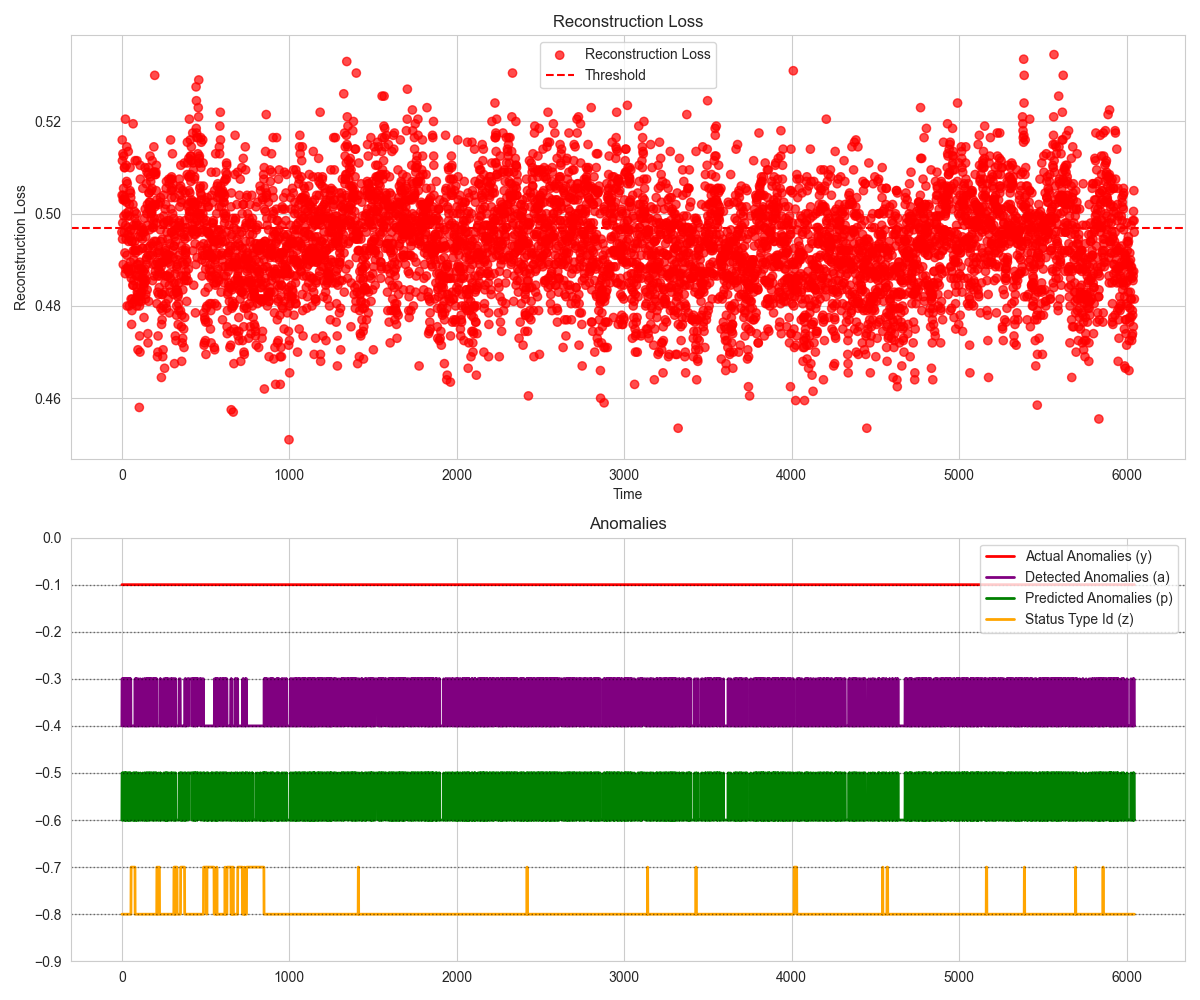 Reconstruction Loss
Reconstruction Loss
Threshold
0.52
0.50
0.48
0.46
Reconstruction Loss
0 1000 2000 3000 4000 5000 6000
Time
Anomalies
0.0
−0.1
−0.2
−0.3
−0.4
−0.5
−0.6
−0.7
−0.8
−0.9
Actual Anomalies (y)
Detected Anomalies (a)
Predicted Anomalies (p)
Status Type Id (z)
0 1000 2000 3000 4000 5000 6000